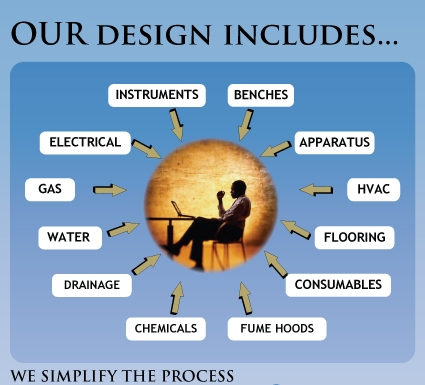 OUR DESIGN INCLUDES...
INSTRUMENTS BENCHES
ELECTRICAL APPARATUS
GAS HVAC
WATER FLOORING
DRAINAGE CONSUMABLES
CHEMICALS FUME HOODS
WE SIMPLIFY THE PROCESS